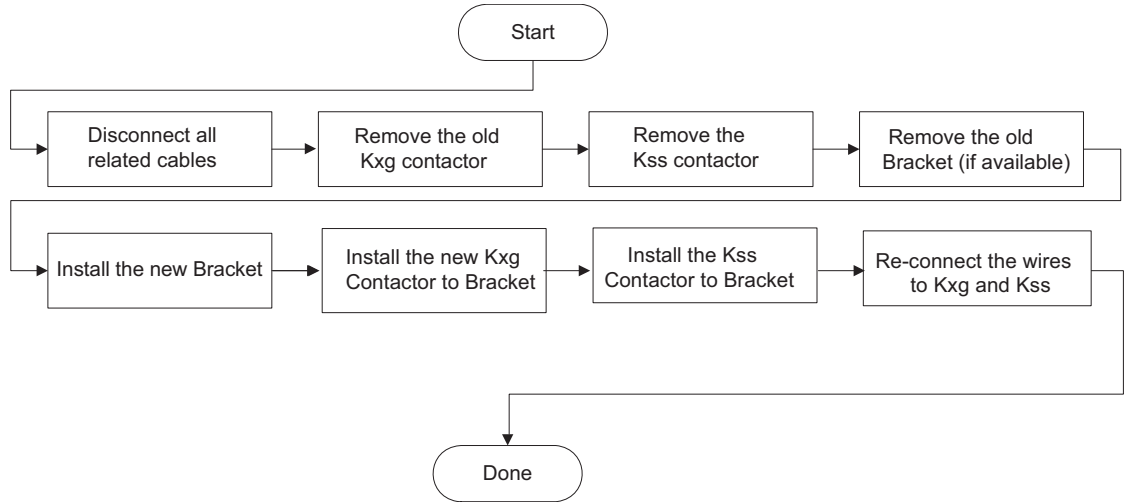 Start
Disconnect all
related cables
Remove the old
Kxg contactor
Remove the
Kss contactor
Remove the old
Bracket (if available)
Install the new Bracket
Install the new Kxg
Contactor to Bracket
Install the Kss
Contactor to Bracket
Re-connect the wires
to Kxg and Kss
Done